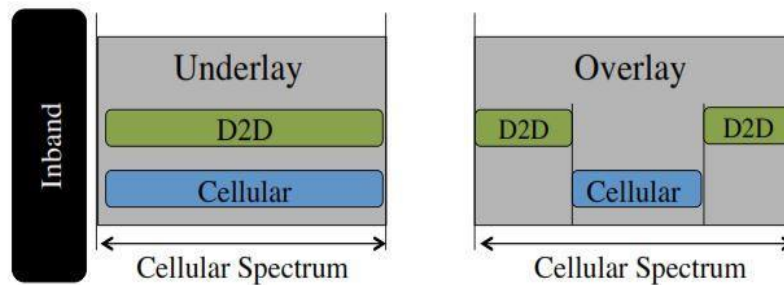 Inband
Underlay
D2D
Cellular
Cellular Spectrum
Overlay
D2D
D2D
Cellular
Cellular Spectrum